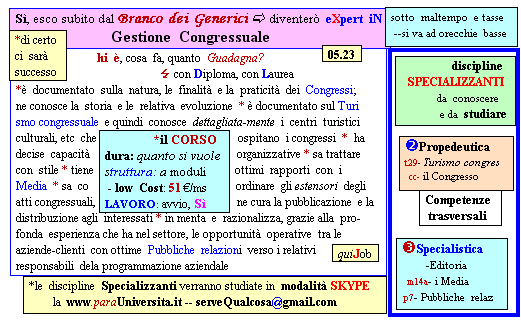 Sì, esco subito dal Branco dei Generici diventerò eXpert iN
Gestione Congressuale
sotto maltempo e tasse
--si va ad orecchie basse
*di certo
ci sarà
successo
hi è, cosa fa, quanto Guadagna?
con Diploma, con Laurea
05.23
*è documentato sulla natura, le finalità e la praticità dei Congressi;
ne conosce la storia e le relativa evoluzione * è documentato sul Turi
smo congressuale e quindi conosce dettagliata-mente i centri turistici
culturali, etc che ospitano i congressi * ha
decise capacità organizzative * sa trattare
con stile * tiene ottimi rapporti con i
Media * sa co ordinare gli estensori degli
atti congressuali, ne cura la pubblicazione e la
distribuzione agli interessati * in menta e razionalizza, grazie alla pro-
fonda esperienza che ha nel settore, le opportunità operative tra le
aziende-clienti con ottime Pubbliche relazioni verso i relativi
responsabili dela programmazione aziendale
*il CORSO
dura: quanto si vuole
struttura: a moduli
- low Cost: 51 €/ms
LAVORO: avvio, Sì
quiJob
*le discipline Specializzanti verranno studiate in modalità SKYPE
la www.paraUniversita.it -- serveQualcosa@gmail.com
discipline
SPECIALIZZANTI
da conoscere
e da studiare
2Propedeutica
t29- Turismo congres
cc- il Congresso
Competenze
trasversali
3Specialistica
-Editoria
m14a- i Media
p7- Pubbliche relaz